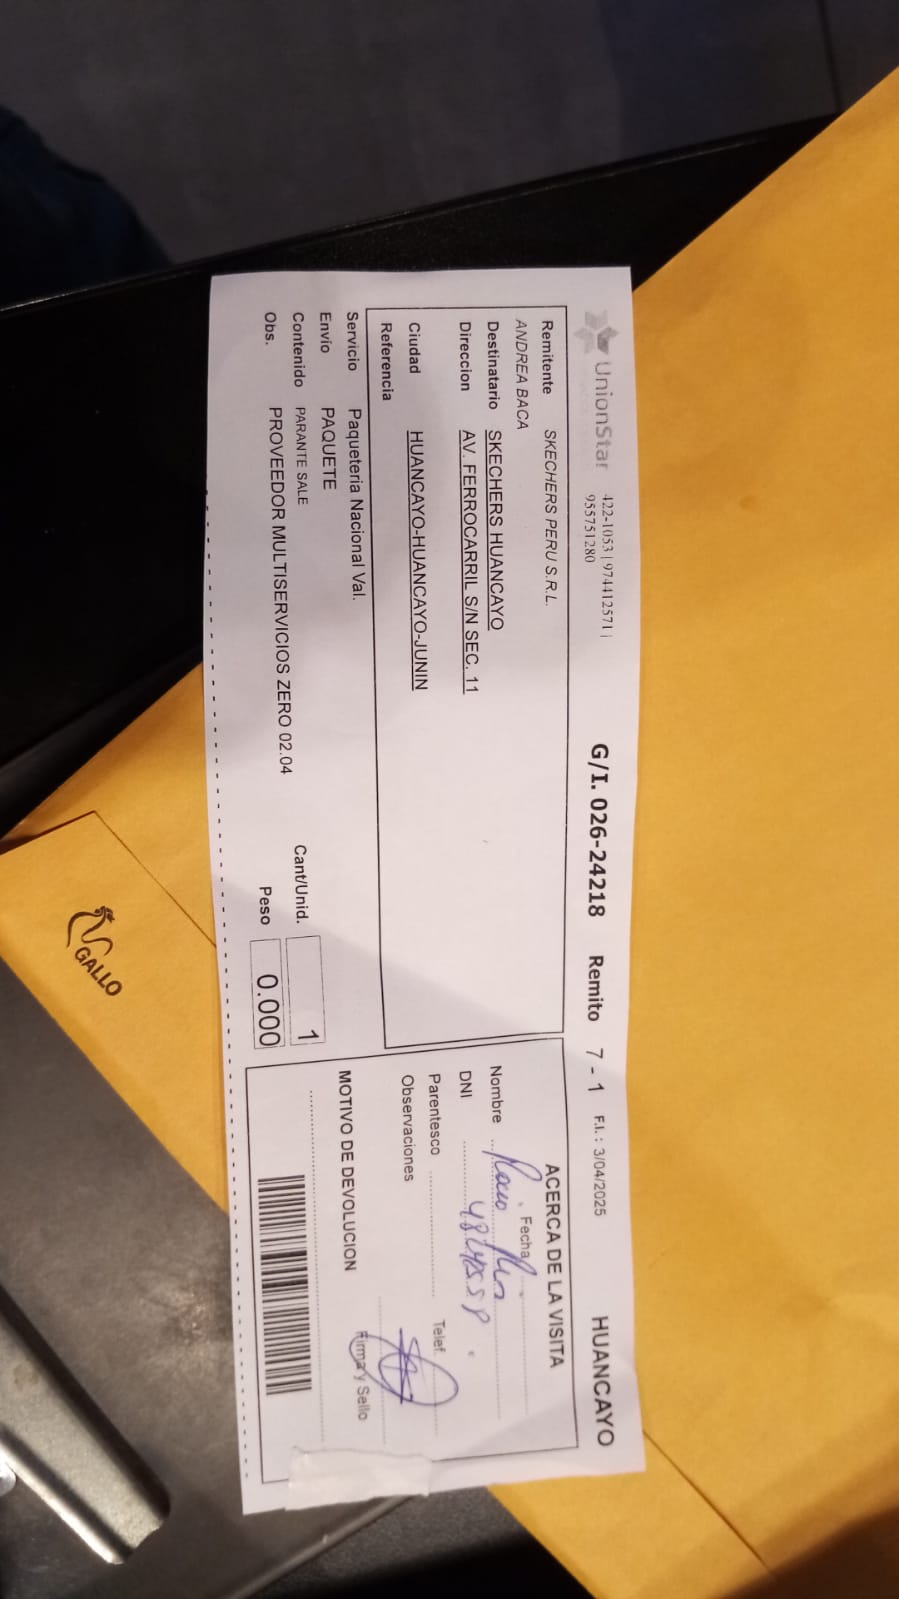 UnionStar 422-1053 | 974412571 | 955751280 G/I. 026-24218 Remito 7 - 1 F.I. : 3/04/2025 HUANCAYO
Remitente SKECHERS PERU S.R.L.
ANDREA BACA
Destinatario SKECHERS HUANCAYO
Direccion AV. FERROCARRIL S/N SEC. 11
Ciudad HUANCAYO-HUANCAYO-JUNIN
Referencia
Servicio Paqueteria Nacional Val.
Envio PAQUETE
Contenido PARANTE SALE
Cant/Unid. 1
Obs. PROVEEDOR MULTISERVICIOS ZERO 02.04
Peso 0.000
ACERCA DE LA VISITA
Fecha
Nombre
DNI
Parentesco
Telef.
Observaciones
Firma y Sello
MOTIVO DE DEVOLUCION
GALLO